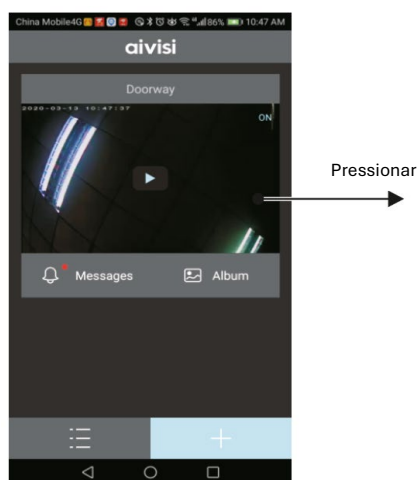 China Mobile4G 86% 10:47 AM
aivisi
Doorway
2020-03-13 10:47:37
ON
Pressionar
Messages
Album